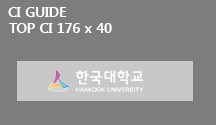 CI GUIDE
TOP CI 176 x 40
한국대학교
HANKOOK UNIVERSITY